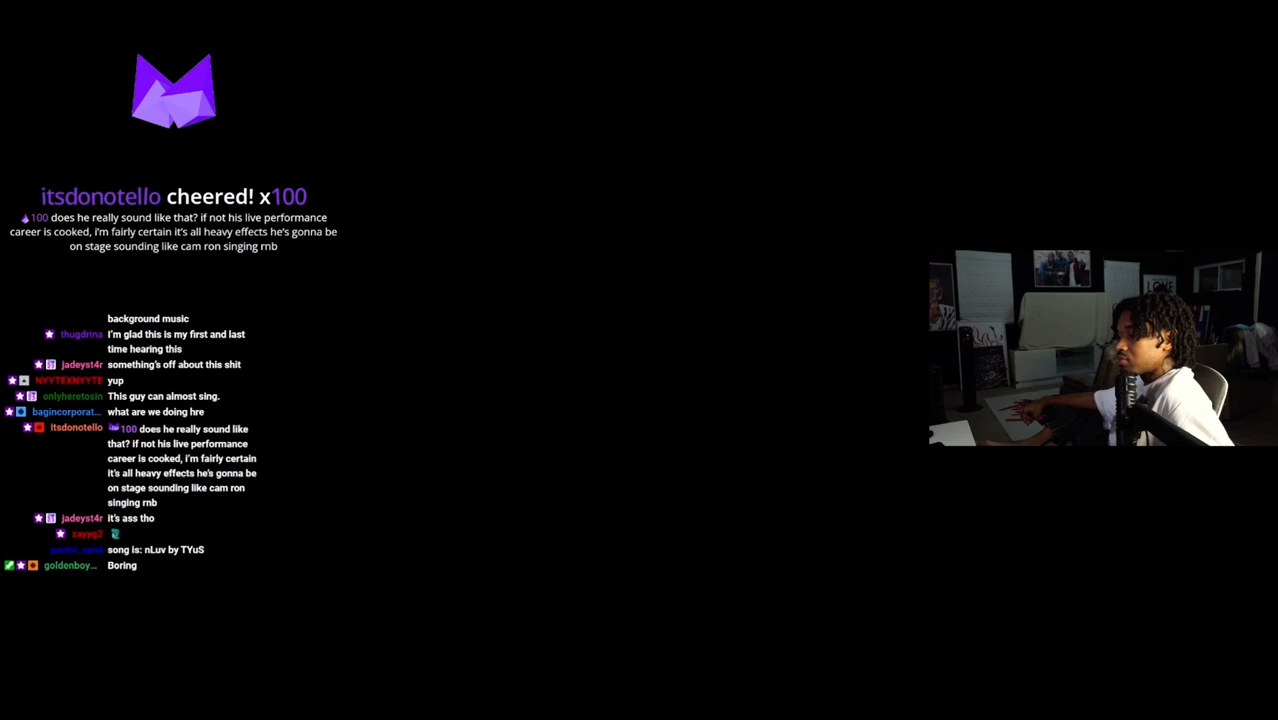 itsdonotello cheered! x100
100 does he really sound like that? if not his live performance
career is cooked, i'm fairly certain it's all heavy effects he's gonna be
on stage sounding like cam ron singing rnb
background music
thugdrina I'm glad this is my first and last
time hearing this
jadeyst4r something's off about this shit
NYYTEXNYYTE yup
onlyheretosin This guy can almost sing.
bagincorporat... what are we doing hre
itsdonotello 100 does he really sound like
that? if not his live performance
career is cooked, i'm fairly certain
it's all heavy effects he's gonna be
on stage sounding like cam ron
singing rnb
jadeyst4r it's ass tho
zayyg2
song is: nLuv by TYuS
goldenboy... Boring
LOVE